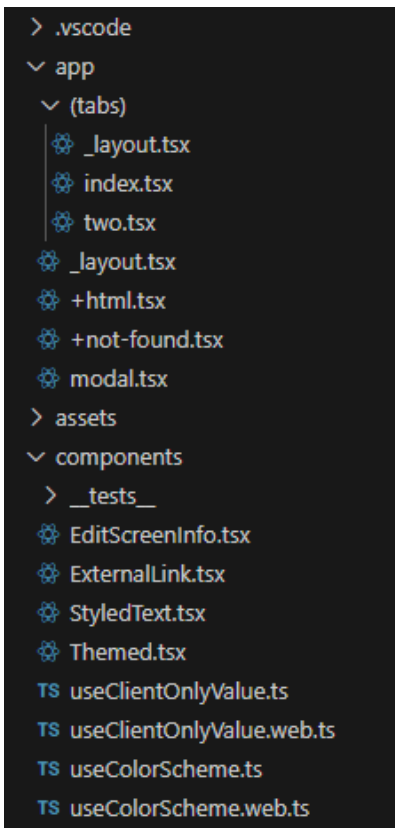 .vscode
app
(tabs)
_layout.tsx
index.tsx
two.tsx
_layout.tsx
+html.tsx
+not-found.tsx
modal.tsx
assets
components
__tests__
EditScreenInfo.tsx
ExternalLink.tsx
StyledText.tsx
Themed.tsx
TS useClientOnlyValue.ts
TS useClientOnlyValue.web.ts
TS useColorScheme.ts
TS useColorScheme.web.ts